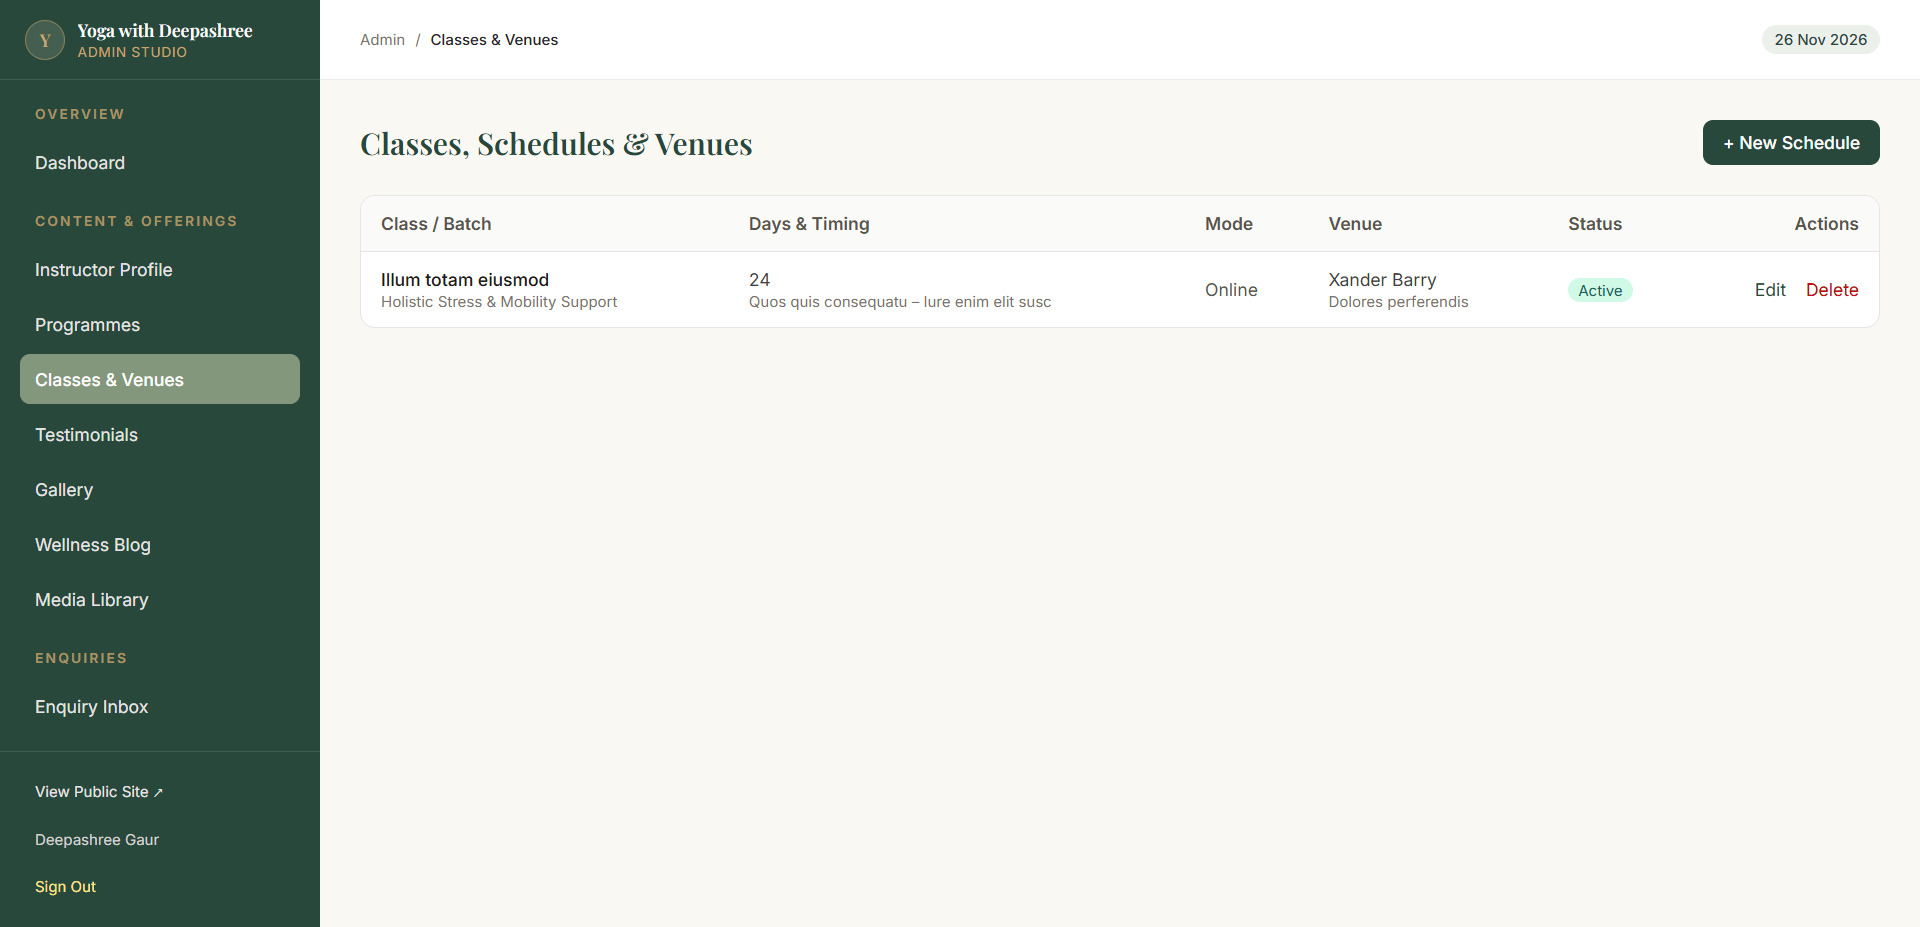 Y
Yoga with Deepashree
ADMIN STUDIO
OVERVIEW
Dashboard
CONTENT & OFFERINGS
Instructor Profile
Programmes
Classes & Venues
Testimonials
Gallery
Wellness Blog
Media Library
ENQUIRIES
Enquiry Inbox
View Public Site ↗
Deepashree Gaur
Sign Out
Admin / Classes & Venues
26 Nov 2026
Classes, Schedules & Venues
+ New Schedule
Class / Batch Days & Timing Mode Venue Status Actions
Illum totam eiusmod 24 Online Xander Barry Active Edit Delete
Holistic Stress & Mobility Support Quos quis consequatu – Iure enim elit susc Dolores perferendis